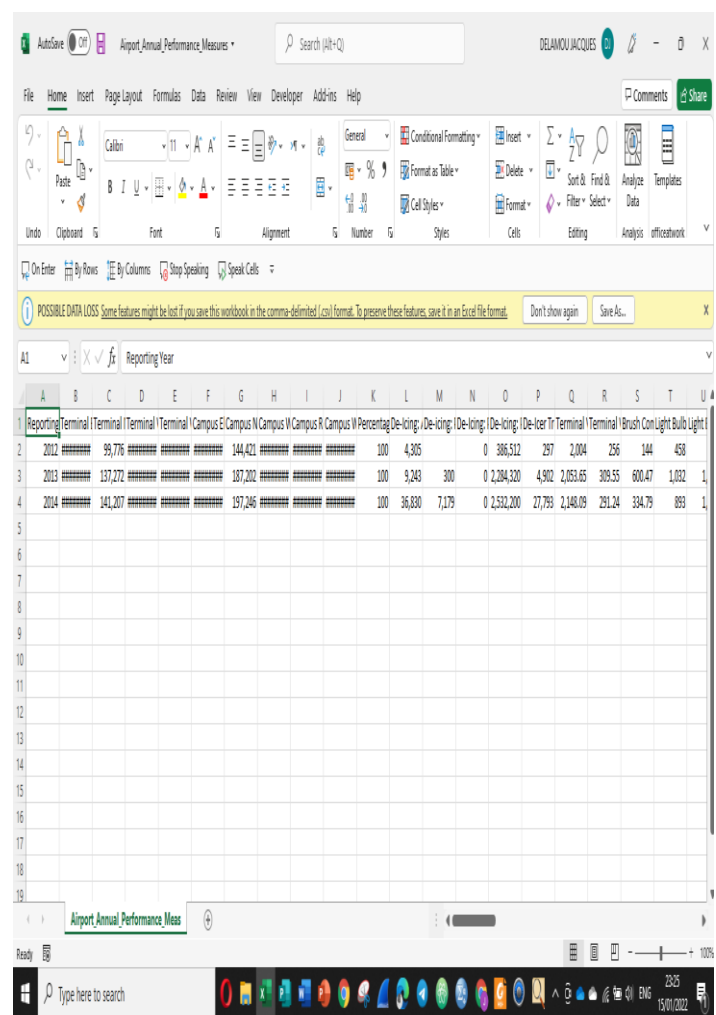 AutoSave Off Airport_Annual_Performance_Measures Search (Alt+Q) DELAMOU JACQUES DJ
File Home Insert Page Layout Formulas Data Review View Developer Add-ins Help Comments Share
Calibri 11 A^ A˅ General Conditional Formatting Insert
Paste B I U A % 9 Format as Table Delete Sort & Find & Analyze Templates
Cell Styles Format Filter Select Data
Undo Clipboard Font Alignment Number Styles Cells Editing Analysis officeatwork
On Enter By Rows By Columns Stop Speaking Speak Cells
POSSIBLE DATA LOSS Some features might be lost if you save this workbook in the comma-delimited (.csv) format. To preserve these features, save it in an Excel file format. Don't show again Save As... X
A1 fx Reporting Year
A B C D E F G H I J K L M N O P Q R S T U
1 Reporting Terminal E Terminal I Terminal V Terminal V Campus E Campus N Campus W Campus R Campus W Percentag De-Icing: A De-Icing: I De-Icing: I De-Icing: I De-Icer Tr Terminal V Terminal V Brush Con Light Bulb Light E
2 2012 ######## 99,776 ######## ######## ######## 144,421 ######## ######## ######## 100 4,305 0 386,512 297 2,004 256 144 458
3 2013 ######## 137,272 ######## ######## ######## 187,202 ######## ######## ######## 100 9,243 300 0 2,284,320 4,902 2,053.65 309.55 600.47 1,032 1,
4 2014 ######## 141,207 ######## ######## ######## 197,246 ######## ######## ######## 100 36,830 7,179 0 2,532,200 27,793 2,148.09 291.24 334.79 893 1,
5
6
7
8
9
10
11
12
13
14
15
16
17
18
19
Airport_Annual_Performance_Meas
Ready 100%
Type here to search ENG 23:25
15/01/2022